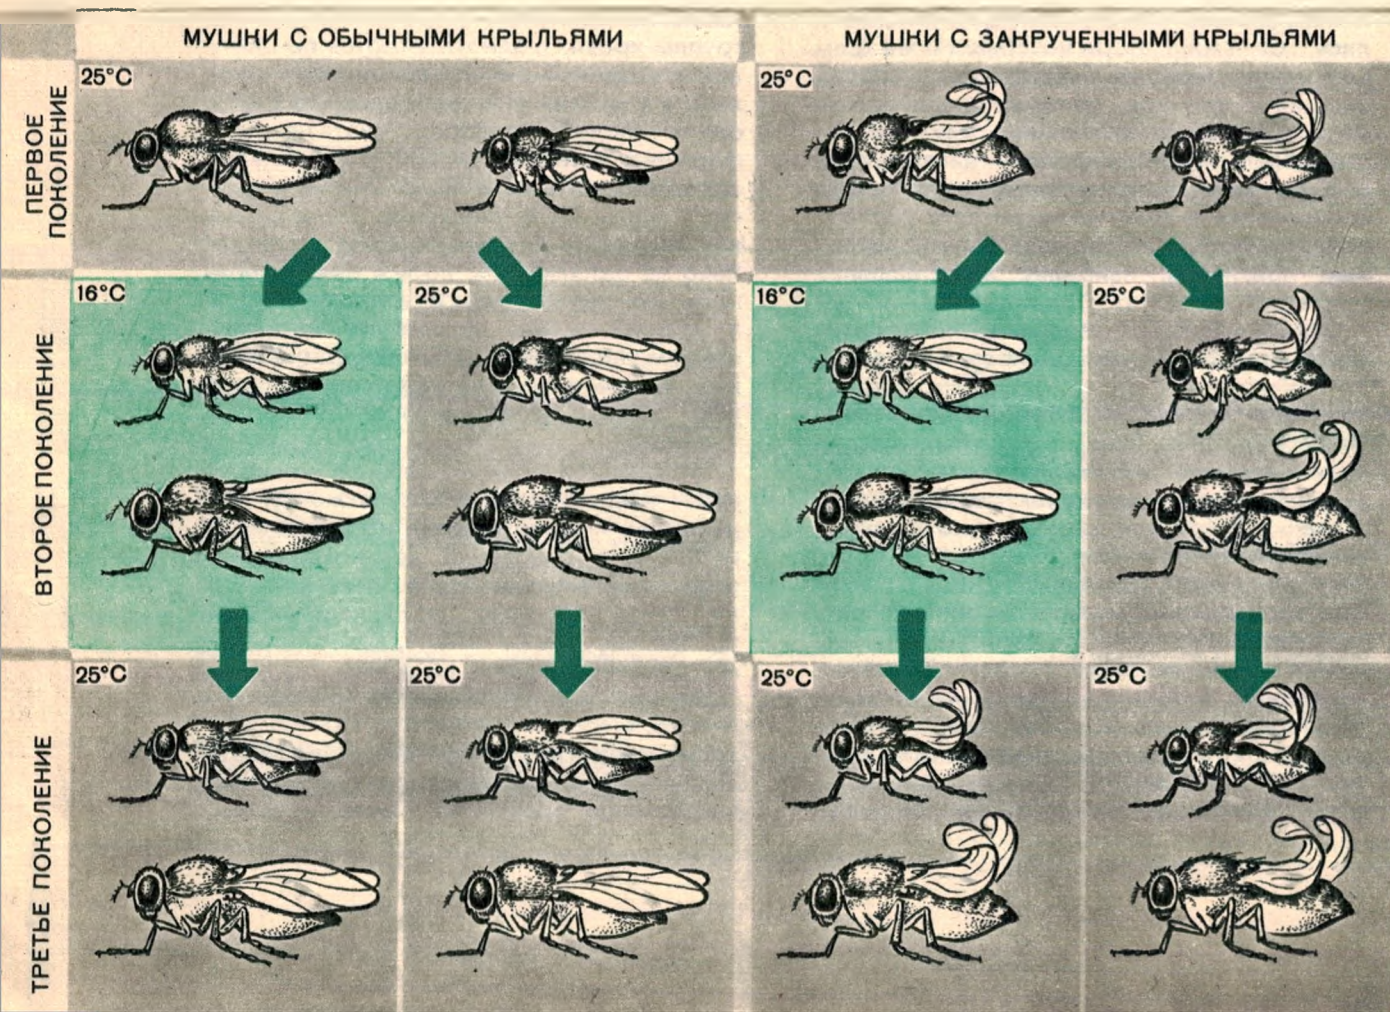 МУШКИ С ОБЫЧНЫМИ КРЫЛЬЯМИ
МУШКИ С ЗАКРУЧЕННЫМИ КРЫЛЬЯМИ
ПЕРВОЕ
ПОКОЛЕНИЕ
25°С
25°С
ВТОРОЕ ПОКОЛЕНИЕ
16°С
25°С
16°С
25°С
ТРЕТЬЕ ПОКОЛЕНИЕ
25°С
25°С
25°С
25°С